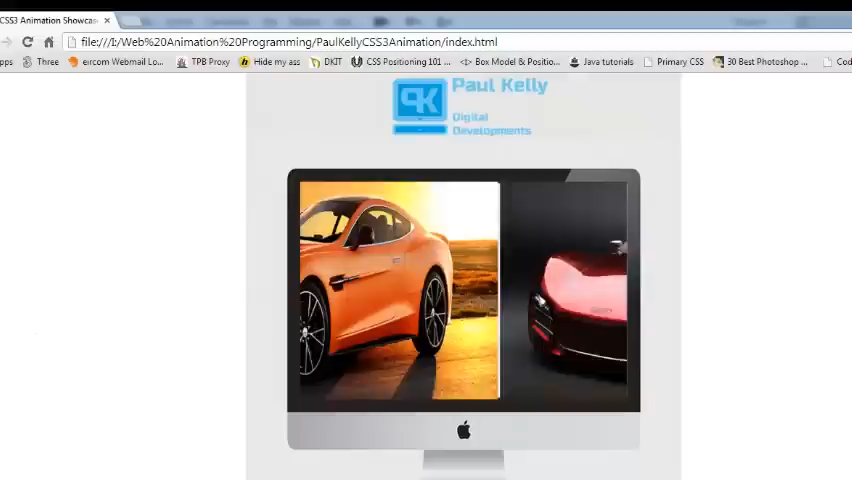 CSS3 Animation Showcas
file:///I:/Web%20Animation%20Programming/PaulKellyCSS3Animation/index.html
pps Three eircom Webmail Lo... TPB Proxy Hide my ass DKIT CSS Positioning 101 ... Box Model & Positio... Java tutorials Primary CSS 30 Best Photoshop ... Cod
PK
Paul Kelly
Digital
Developments